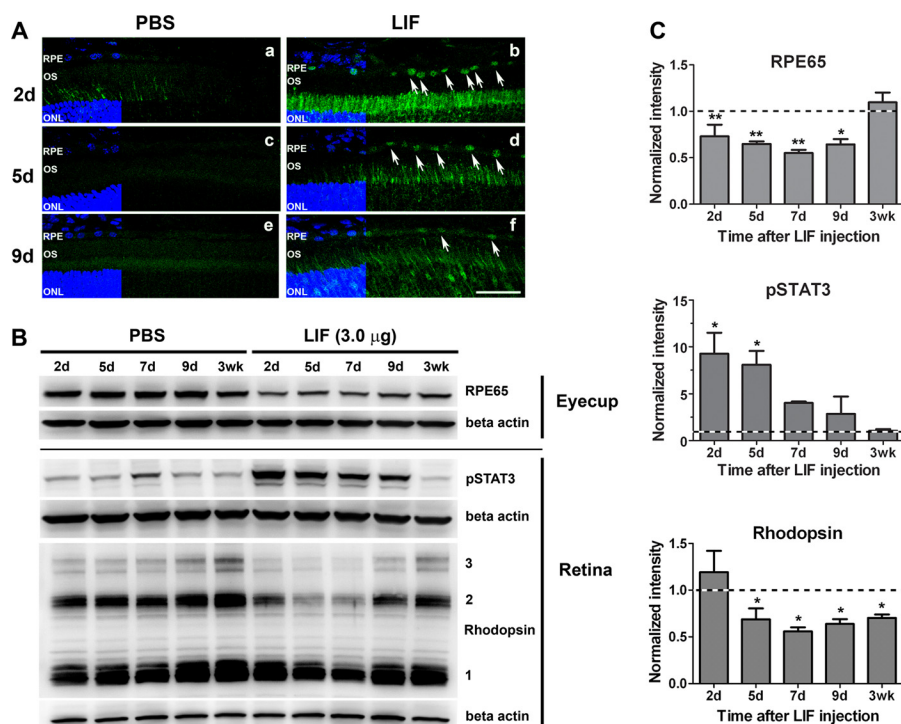 A
PBS
LIF
2d
RPE
OS
ONL
a
RPE
OS
ONL
b
5d
RPE
OS
ONL
c
RPE
OS
ONL
d
9d
RPE
OS
ONL
e
RPE
OS
ONL
f
B
PBS
LIF (3.0 µg)
2d 5d 7d 9d 3wk 2d 5d 7d 9d 3wk
RPE65
beta actin
Eyecup
pSTAT3
beta actin
3
2
Rhodopsin
1
beta actin
Retina
C
RPE65
Normalized intensity
1.5
1.0
0.5
0.0
** ** ** *
2d 5d 7d 9d 3wk
Time after LIF injection
pSTAT3
Normalized intensity
15
10
5
0
* *
2d 5d 7d 9d 3wk
Time after LIF injection
Rhodopsin
Normalized intensity
1.5
1.0
0.5
0.0
* * * *
2d 5d 7d 9d 3wk
Time after LIF injection